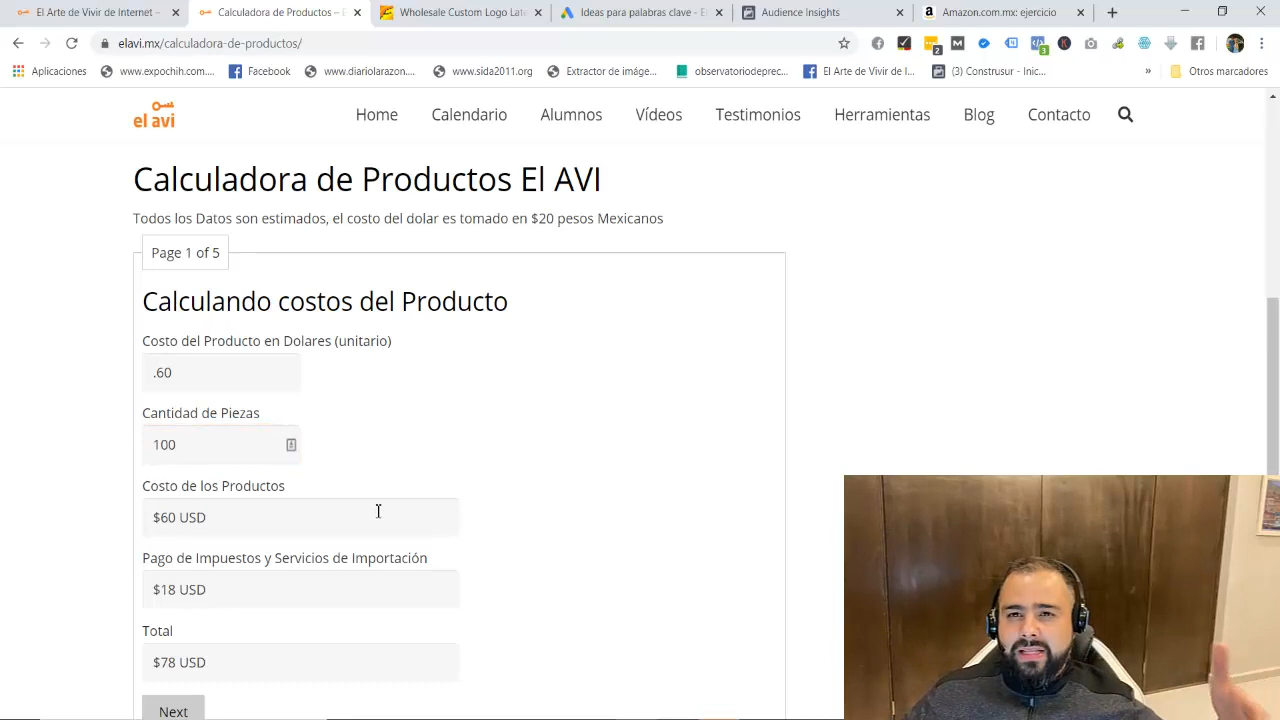 El Arte de Vivir de Internet –
Calculadora de Productos – E
Wholesale Custom Logo Late
Ideas para palabras clave - E
Audience Insights
Amazon.com.mx: ejercicio
elavi.mx/calculadora-de-productos/
2
3
Aplicaciones
www.expochih.com....
Facebook
www.diariolarazon....
www.sida2011.org
Extractor de imáge...
observatoriodeprec...
El Arte de Vivir de I...
(3) Construsur - Inic...
»
Otros marcadores
el avi
Home
Calendario
Alumnos
Vídeos
Testimonios
Herramientas
Blog
Contacto
Calculadora de Productos El AVI
Todos los Datos son estimados, el costo del dolar es tomado en $20 pesos Mexicanos
Page 1 of 5
Calculando costos del Producto
Costo del Producto en Dolares (unitario)
.60
Cantidad de Piezas
100
Costo de los Productos
$60 USD
Pago de Impuestos y Servicios de Importación
$18 USD
Total
$78 USD
Next